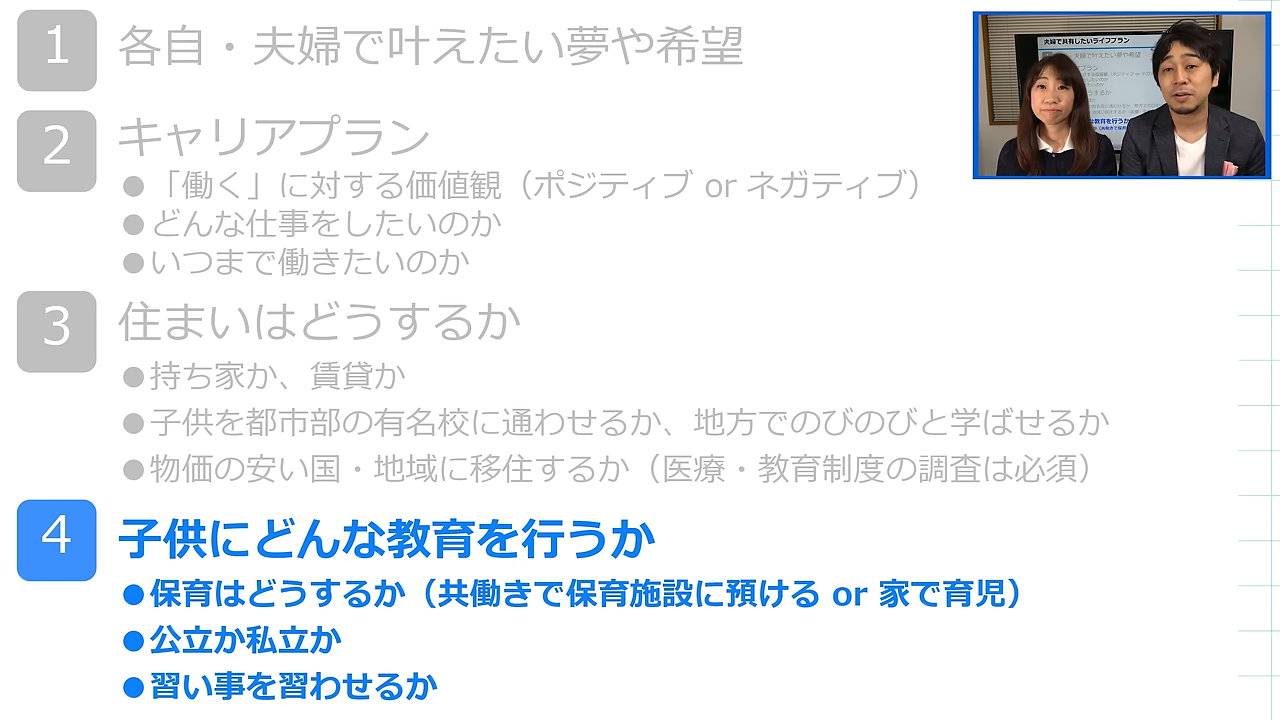 1 各自・夫婦で叶えたい夢や希望
2 キャリアプラン
●「働く」に対する価値観（ポジティブ or ネガティブ）
●どんな仕事をしたいのか
●いつまで働きたいのか
3 住まいはどうするか
●持ち家か、賃貸か
●子供を都市部の有名校に通わせるか、地方でのびのびと学ばせるか
●物価の安い国・地域に移住するか（医療・教育制度の調査は必須）
4 子供にどんな教育を行うか
●保育はどうするか（共働きで保育施設に預ける or 家で育児）
●公立か私立か
●習い事を習わせるか
夫婦で共有したいライフプラン
夫婦で叶えたい夢や希望